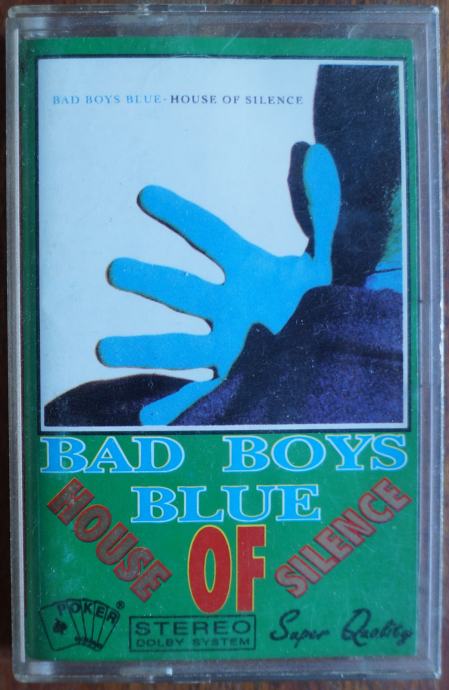 BAD BOYS BLUE - HOUSE OF SILENCE
BAD BOYS
BLUE
HOUSE OF SILENCE
POKER®
STEREO
DOLBY SYSTEM
Super Quality